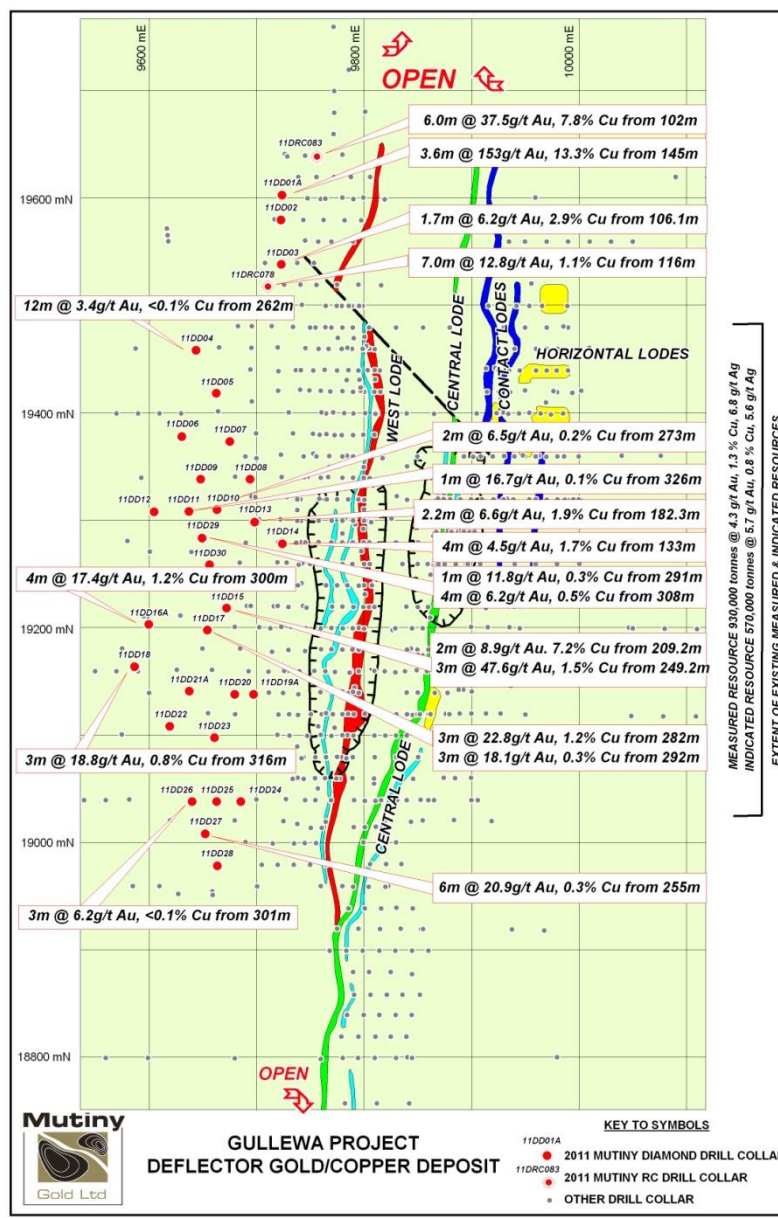 9600 mE
9800 mE
10000 mE
OPEN
11DRC083
6.0m @ 37.5g/t Au, 7.8% Cu from 102m
3.6m @ 153g/t Au, 13.3% Cu from 145m
11DD01A
19600 mN
11DD02
1.7m @ 6.2g/t Au, 2.9% Cu from 106.1m
11DD03
7.0m @ 12.8g/t Au, 1.1% Cu from 116m
11DRC078
12m @ 3.4g/t Au, <0.1% Cu from 262m
11DD04
WEST LODE
CENTRAL LODE
CONTACT LODES
HORIZONTAL LODES
11DD05
19400 mN
11DD06
11DD07
2m @ 6.5g/t Au, 0.2% Cu from 273m
11DD09
11DD08
1m @ 16.7g/t Au, 0.1% Cu from 326m
11DD12
11DD11
11DD10
11DD13
2.2m @ 6.6g/t Au, 1.9% Cu from 182.3m
11DD29
11DD14
4m @ 4.5g/t Au, 1.7% Cu from 133m
11DD30
4m @ 17.4g/t Au, 1.2% Cu from 300m
1m @ 11.8g/t Au, 0.3% Cu from 291m
4m @ 6.2g/t Au, 0.5% Cu from 308m
11DD15
11DD16A
11DD17
19200 mN
2m @ 8.9g/t Au. 7.2% Cu from 209.2m
3m @ 47.6g/t Au, 1.5% Cu from 249.2m
11DD18
11DD21A
11DD20
11DD19A
11DD22
11DD23
3m @ 22.8g/t Au, 1.2% Cu from 282m
3m @ 18.1g/t Au, 0.3% Cu from 292m
3m @ 18.8g/t Au, 0.8% Cu from 316m
CENTRAL LODE
11DD26
11DD25
11DD24
11DD27
19000 mN
11DD28
6m @ 20.9g/t Au, 0.3% Cu from 255m
3m @ 6.2g/t Au, <0.1% Cu from 301m
MEASURED RESOURCE 930,000 tonnes @ 4.3 g/t Au, 1.3 % Cu, 6.8 g/t Ag
INDICATED RESOURCE 570,000 tonnes @ 5.7 g/t Au, 0.8 % Cu, 5.6 g/t Ag
EXTENT OF EXISTING MEASURED & INDICATED RESOURCES
18800 mN
OPEN
Mutiny
Gold Ltd
GULLEWA PROJECT
DEFLECTOR GOLD/COPPER DEPOSIT
KEY TO SYMBOLS
11DD01A
2011 MUTINY DIAMOND DRILL COLLAR
11DRC083
2011 MUTINY RC DRILL COLLAR
OTHER DRILL COLLAR